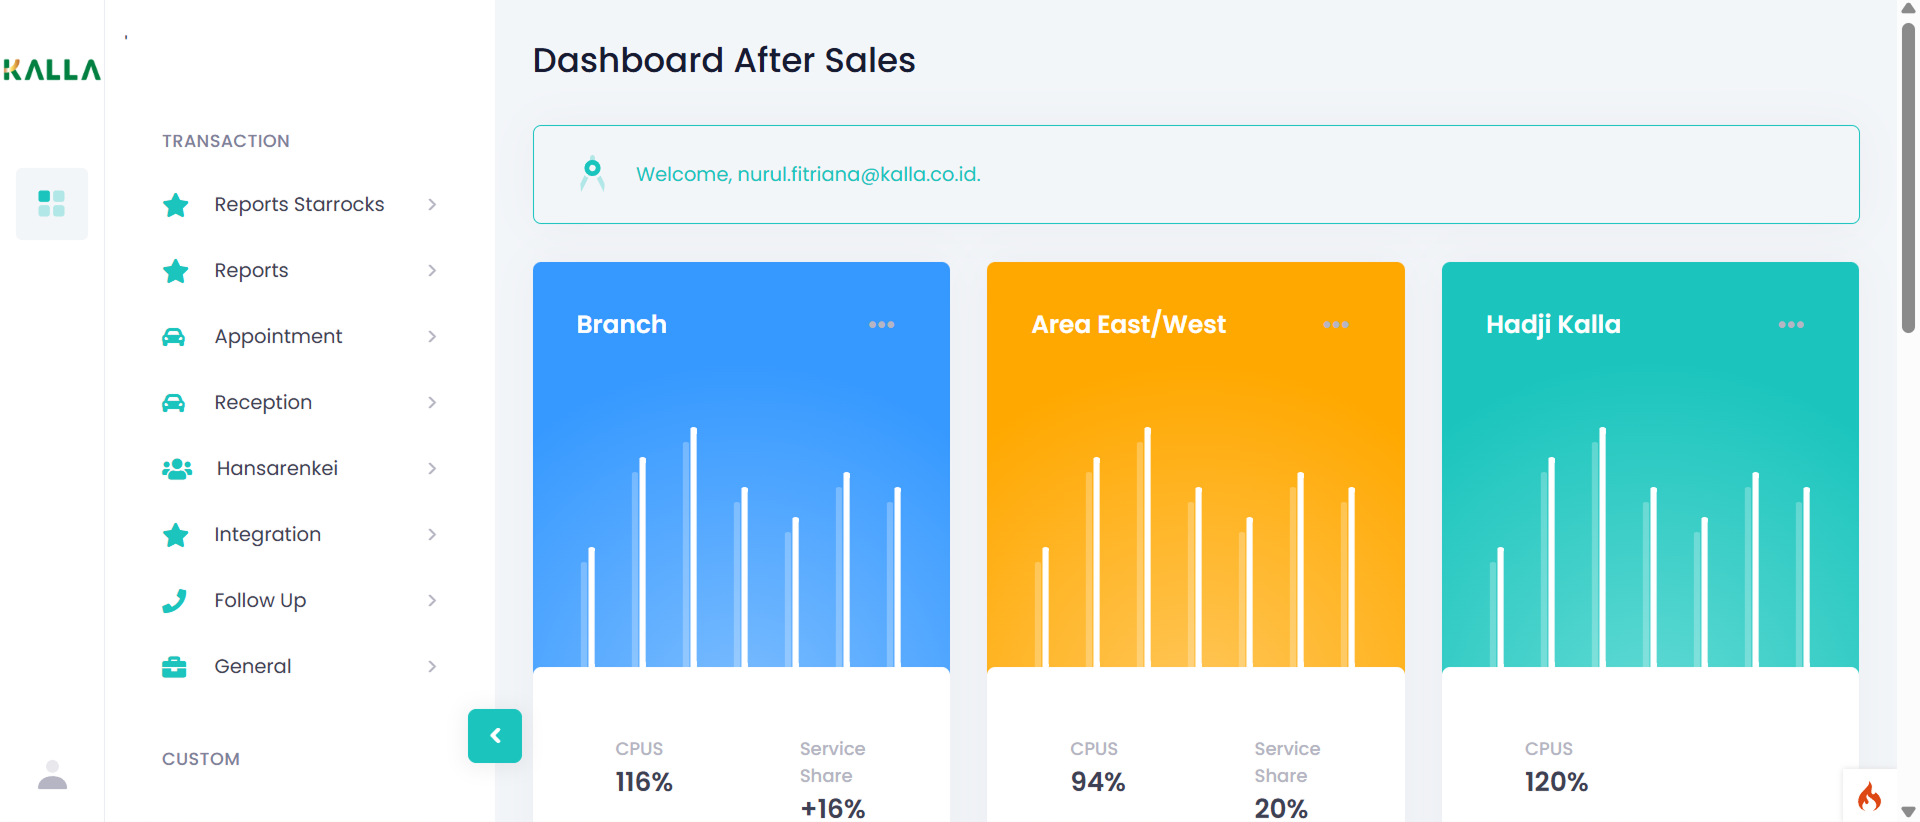 KALLA
TRANSACTION
Reports Starrocks
Reports
Appointment
Reception
Hansarenkei
Integration
Follow Up
General
CUSTOM
Dashboard After Sales
Welcome, nurul.fitriana@kalla.co.id.
Branch
CPUS
116%
Service
Share
+16%
Area East/West
CPUS
94%
Service
Share
20%
Hadji Kalla
CPUS
120%